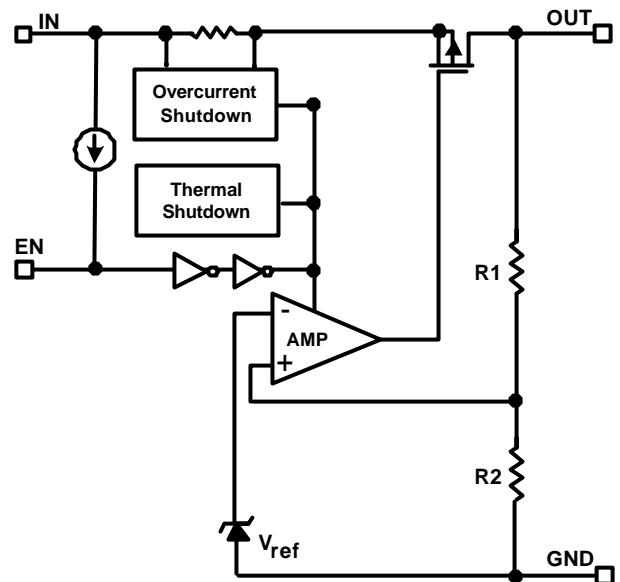 IN
OUT
Overcurrent
Shutdown
Thermal
Shutdown
EN
R1
-
AMP
+
R2
Vref
GND